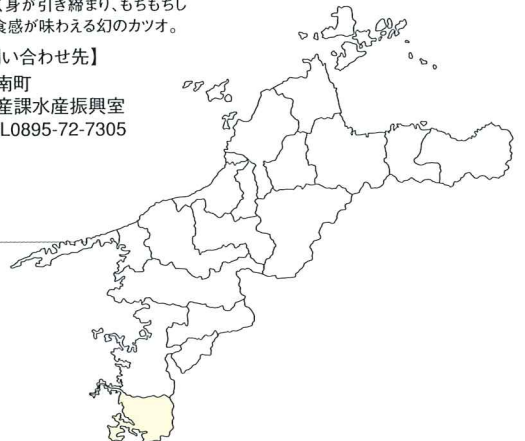 身が引き締まり、もちもちし
食感が味わえる幻のカツオ。
い合わせ先】
南町
産課水産振興室
L0895-72-7305